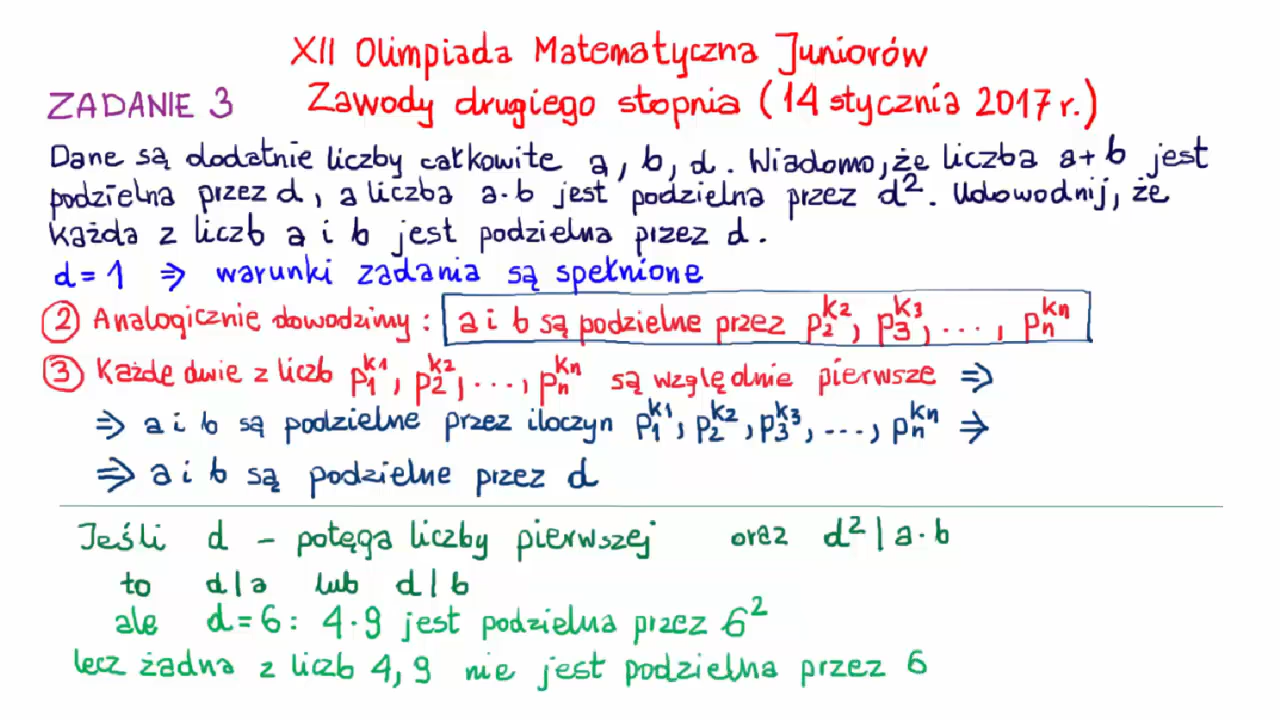 XII Olimpiada Matematyczna Juniorów
ZADANIE 3 Zawody drugiego stopnia (14 stycznia 2017 r.)
Dane są dodatnie liczby całkowite a, b, d. Wiadomo, że liczba a+b jest
podzielna przez d, a liczba a·b jest podzielna przez d². Udowodnij, że
każda z liczb a i b jest podzielna przez d.
d=1 ⇒ warunki zadania są spełnione
② Analogicznie dowodzimy: a i b są podzielne przez p₂^k2, p₃^k3, ..., pₙ^kn
③ Każde dwie z liczb p₁^k1, p₂^k2, ..., pₙ^kn są względnie pierwsze ⇒
⇒ a i b są podzielne przez iloczyn p₁^k1, p₂^k2, p₃^k3, ..., pₙ^kn ⇒
⇒ a i b są podzielne przez d
Jeśli d – potęga liczby pierwszej oraz d²|a·b
to d|a lub d|b
ale d=6: 4·9 jest podzielna przez 6²
lecz żadna z liczb 4, 9 nie jest podzielna przez 6